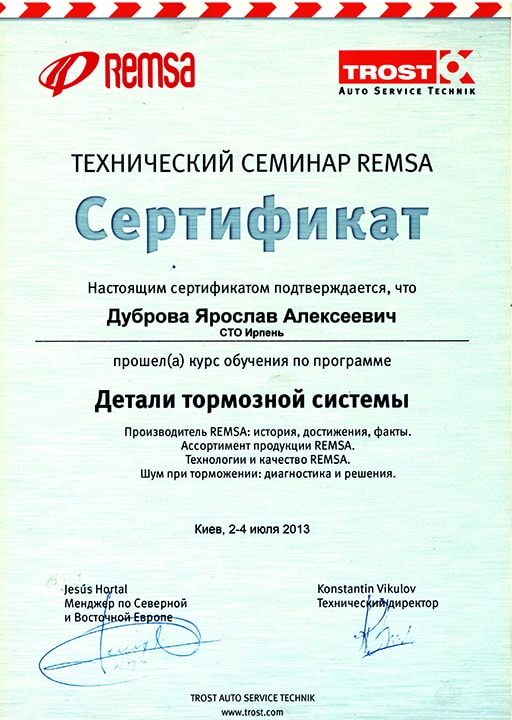 Remsa
TROST
AUTO SERVICE TECHNIK
ТЕХНИЧЕСКИЙ СЕМИНАР REMSA
Сертификат
Настоящим сертификатом подтверждается, что
Дуброва Ярослав Алексеевич
СТО Ирпень
прошел(а) курс обучения по программе
Детали тормозной системы
Производитель REMSA: история, достижения, факты.
Ассортимент продукции REMSA.
Технологии и качество REMSA.
Шум при торможении: диагностика и решения.
Киев, 2-4 июля 2013
Jesús Hortal
Менджер по Северной
и Восточной Европе
Konstantin Vikulov
Технический директор
TROST AUTO SERVICE TECHNIK
www.trost.com